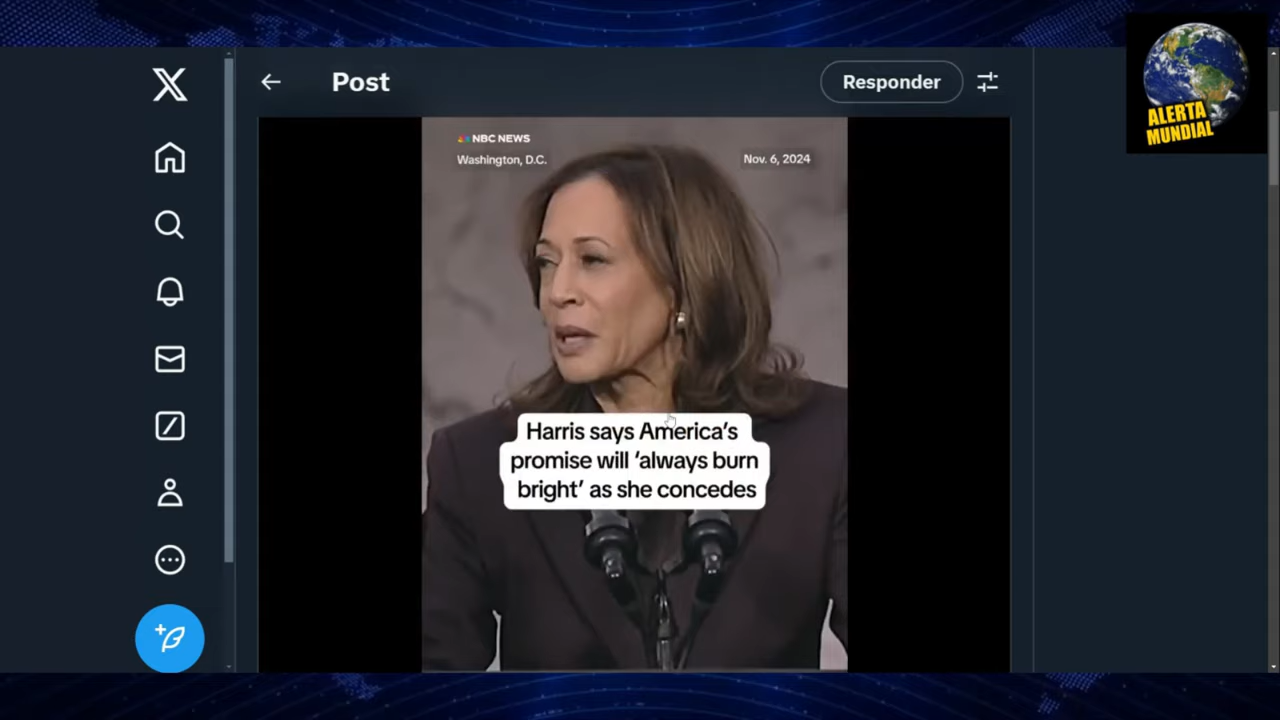 Post
Responder
ALERTA
MUNDIAL
NBC NEWS
Washington, D.C.
Nov. 6, 2024
Harris says America's
promise will ‘always burn
bright’ as she concedes